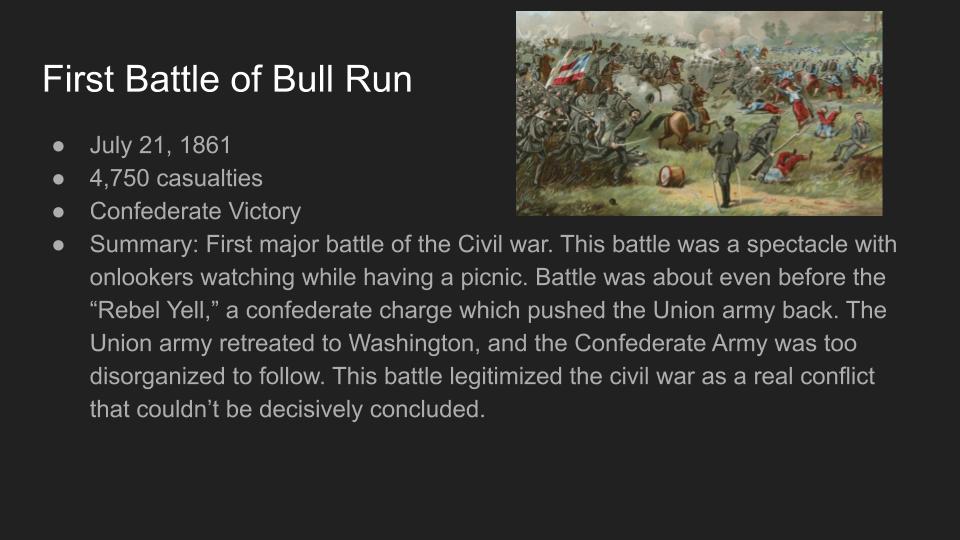 First Battle of Bull Run
● July 21, 1861
● 4,750 casualties
● Confederate Victory
● Summary: First major battle of the Civil war. This battle was a spectacle with
onlookers watching while having a picnic. Battle was about even before the
“Rebel Yell,” a confederate charge which pushed the Union army back. The
Union army retreated to Washington, and the Confederate Army was too
disorganized to follow. This battle legitimized the civil war as a real conflict
that couldn’t be decisively concluded.